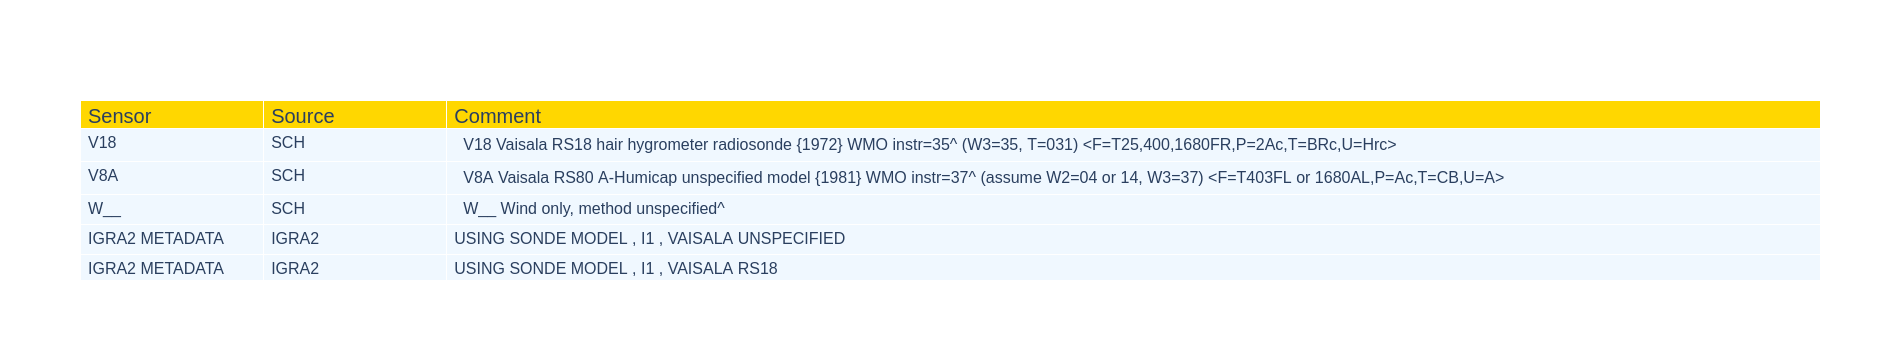 Sensor Source Comment
V18 SCH V18 Vaisala RS18 hair hygrometer radiosonde {1972} WMO instr=35^ (W3=35, T=031) <F=T25,400,1680FR,P=2Ac,T=BRc,U=Hrc>
V8A SCH V8A Vaisala RS80 A-Humicap unspecified model {1981} WMO instr=37^ (assume W2=04 or 14, W3=37) <F=T403FL or 1680AL,P=Ac,T=CB,U=A>
W__ SCH W__ Wind only, method unspecified^
IGRA2 METADATA IGRA2 USING SONDE MODEL , I1 , VAISALA UNSPECIFIED
IGRA2 METADATA IGRA2 USING SONDE MODEL , I1 , VAISALA RS18